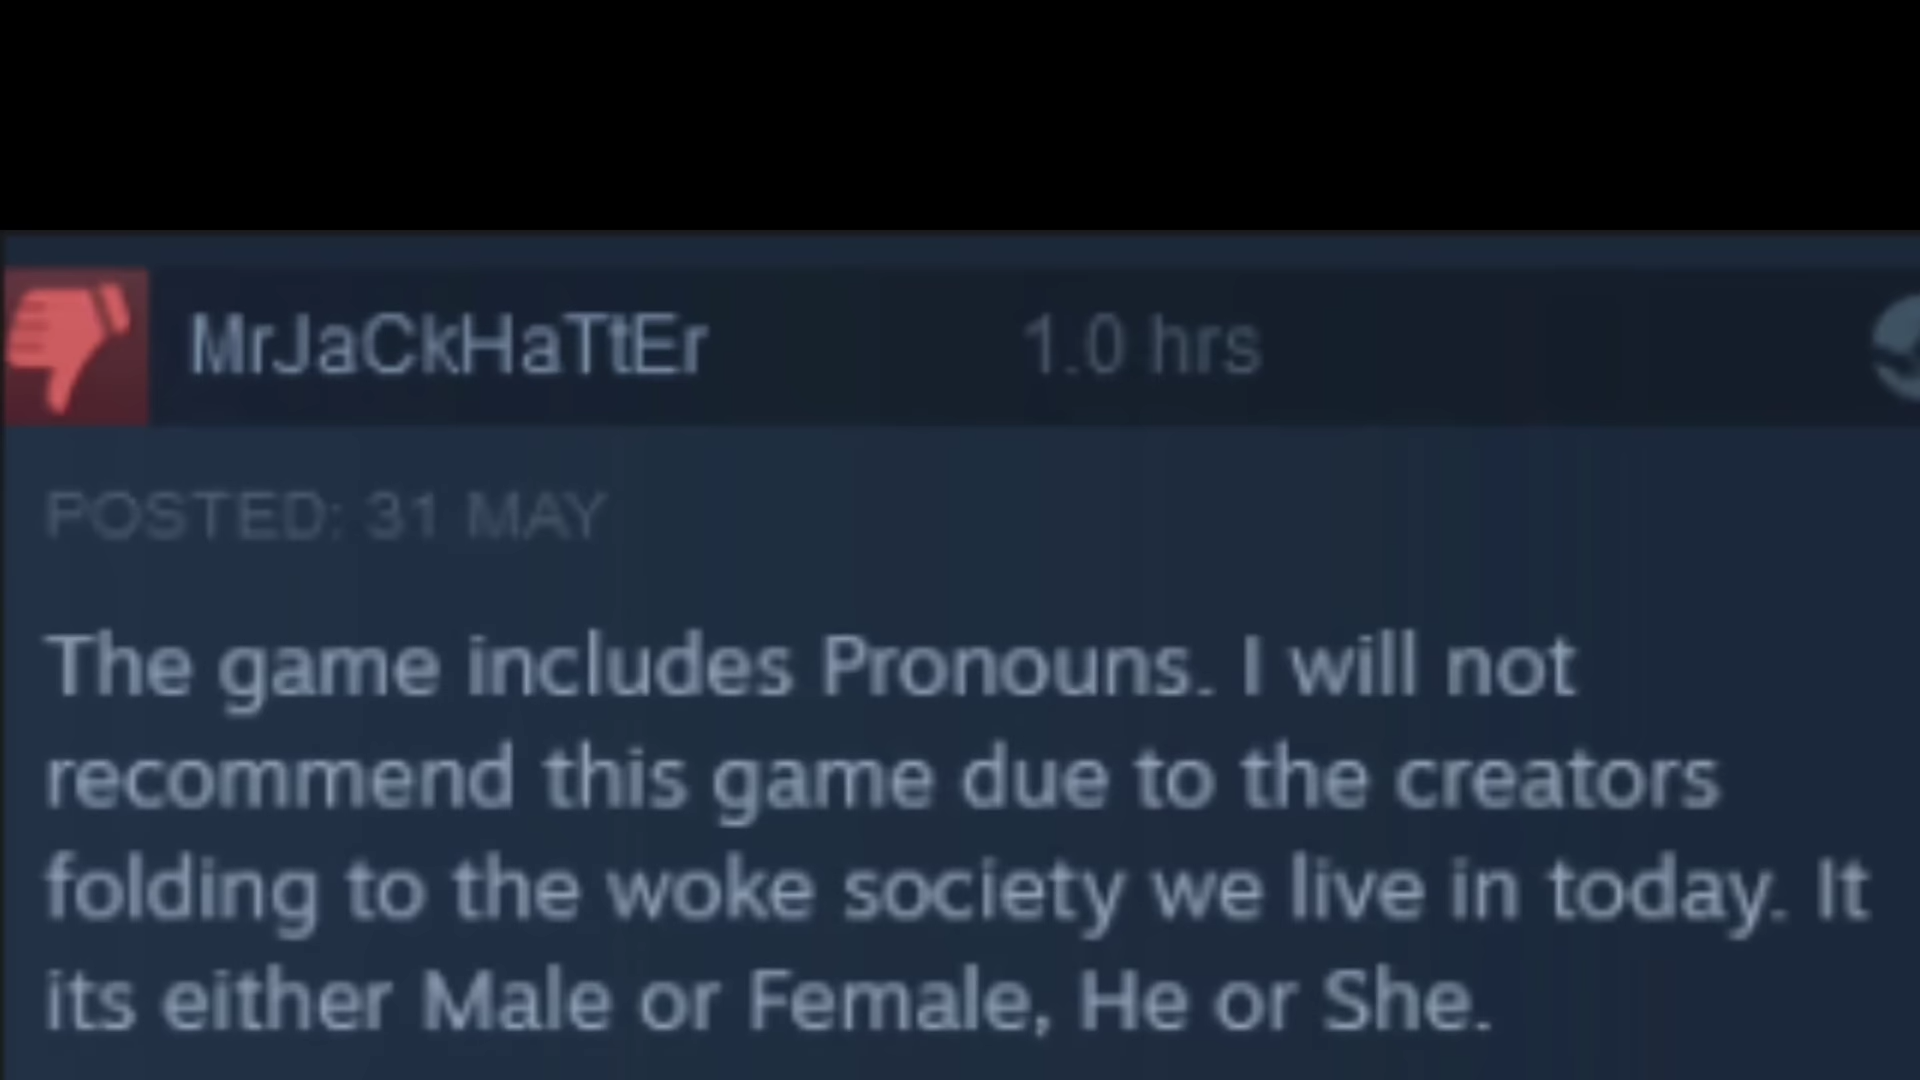 MrJaCkHaTtEr 1.0 hrs
POSTED: 31 MAY
The game includes Pronouns. I will not
recommend this game due to the creators
folding to the woke society we live in today. It
its either Male or Female, He or She.